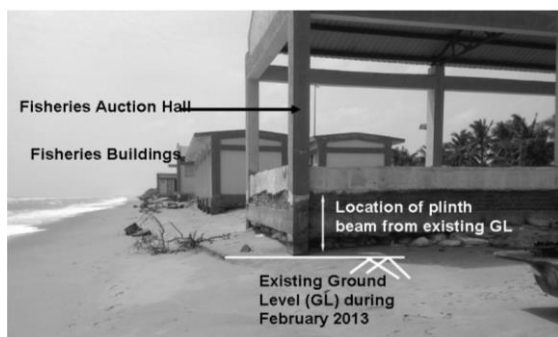 Fisheries Auction Hall
Fisheries Buildings
Location of plinth
beam from existing GL
Existing Ground
Level (GL) during
February 2013